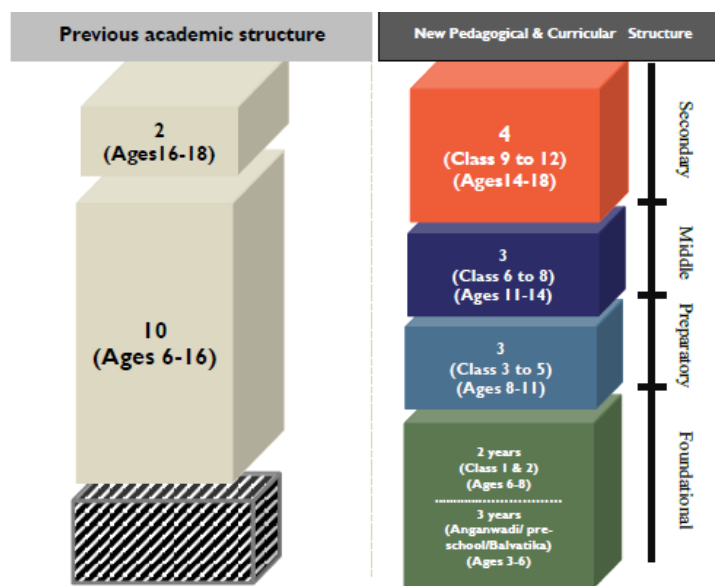 Previous academic structure
New Pedagogical & Curricular Structure
2
(Ages16-18)
10
(Ages 6-16)
4
(Class 9 to 12)
(Ages14-18)
3
(Class 6 to 8)
(Ages 11-14)
3
(Class 3 to 5)
(Ages 8-11)
2 years
(Class 1 & 2)
(Ages 6-8)
3 years
(Anganwadi/ pre-
school/Balvatika)
(Ages 3-6)
Secondary
Middle
Preparatory
Foundational